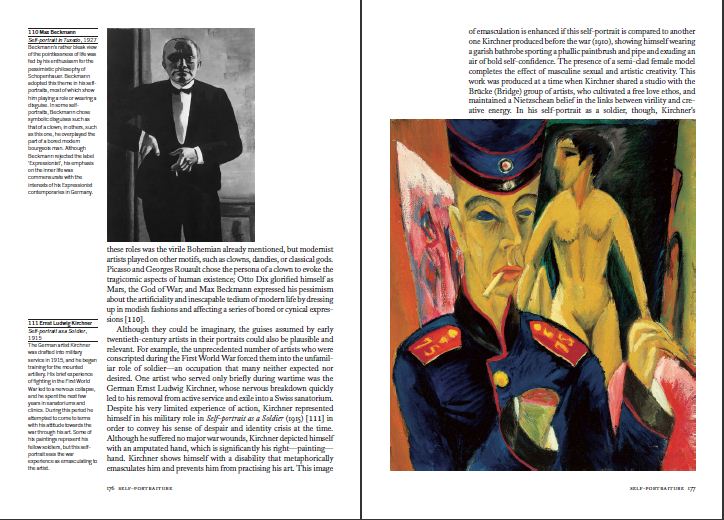 110 Max Beckmann
Self-portrait in Tuxedo, 1927
Beckmann's rather bleak view
of the pointlessness of life was
fed by his enthusiasm for the
pessimistic philosophy of
Schopenhauer. Beckmann
adopted this theme in his self-
portraits, most of which show
him playing a role or wearing a
disguise. In some self-
portraits, Beckmann chose
symbolic disguises such as
that of a clown, in others, such
as this one, he overplayed the
part of a bored modern
bourgeois man. Although
Beckmann rejected the label
'Expressionist', his emphasis
on the inner life was
commensurate with the
interests of his Expressionist
contemporaries in Germany.
these roles was the virile Bohemian already mentioned, but modernist
artists played on other motifs, such as clowns, dandies, or classical gods.
Picasso and Georges Rouault chose the persona of a clown to evoke the
tragicomic aspects of human existence; Otto Dix glorified himself as
Mars, the God of War; and Max Beckmann expressed his pessimism
about the artificiality and inescapable tedium of modern life by dressing
up in modish fashions and affecting a series of bored or cynical expres-
sions [110].
Although they could be imaginary, the guises assumed by early
twentieth-century artists in their portraits could also be plausible and
relevant. For example, the unprecedented number of artists who were
conscripted during the First World War forced them into the unfamil-
iar role of soldier—an occupation that many neither expected nor
desired. One artist who served only briefly during wartime was the
German Ernst Ludwig Kirchner, whose nervous breakdown quickly
led to his removal from active service and exile into a Swiss sanatorium.
Despite his very limited experience of action, Kirchner represented
himself in his military role in Self-portrait as a Soldier (1915) [111] in
order to convey his sense of despair and identity crisis at the time.
Although he suffered no major war wounds, Kirchner depicted himself
with an amputated hand, which is significantly his right—painting—
hand. Kirchner shows himself with a disability that metaphorically
emasculates him and prevents him from practising his art. This image
111 Ernst Ludwig Kirchner
Self-portrait as a Soldier,
1915
The German artist Kirchner
was drafted into military
service in 1915, and he began
training for the mounted
artillery. His brief experience
of fighting in the First World
War led to a nervous collapse,
and he spent the next few
years in sanatoriums and
clinics. During this period he
attempted to come to terms
with his attitude towards the
war through his art. Some of
his paintings represent his
fellow soldiers, but this self-
portrait sees the war
experience as emasculating to
the artist.
176 SELF-PORTRAITURE
of emasculation is enhanced if this self-portrait is compared to another
one Kirchner produced before the war (1910), showing himself wearing
a garish bathrobe sporting a phallic paintbrush and pipe and exuding an
air of bold self-confidence. The presence of a semi-clad female model
completes the effect of masculine sexual and artistic creativity. This
work was produced at a time when Kirchner shared a studio with the
Brücke (Bridge) group of artists, who cultivated a free love ethos, and
maintained a Nietzschean belief in the links between virility and cre-
ative energy. In his self-portrait as a soldier, though, Kirchner's
75
SELF-PORTRAITURE 177